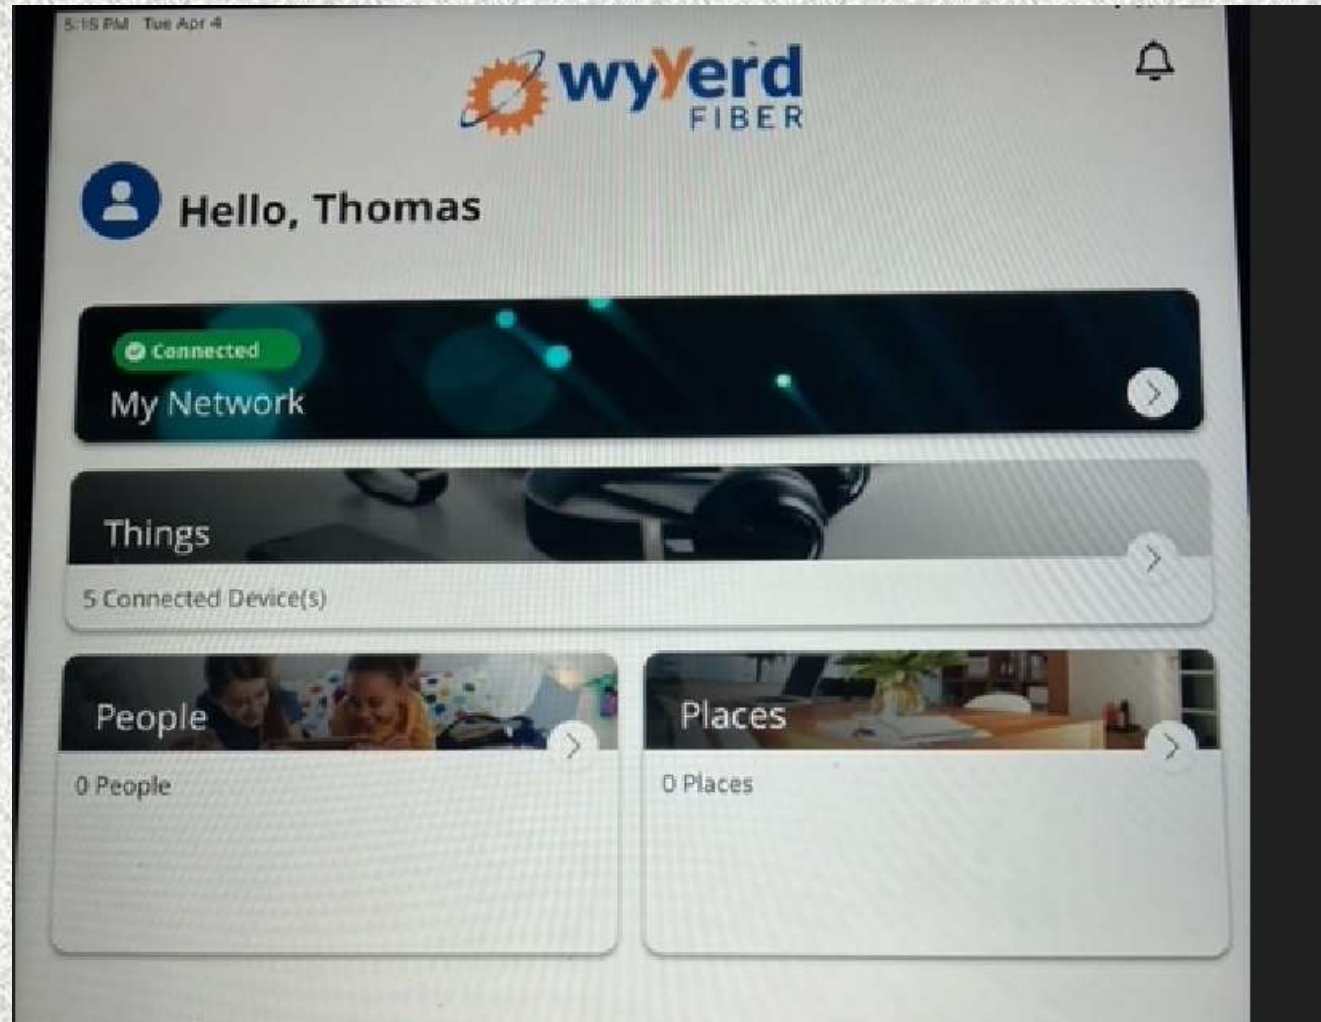 5:15 PM Tue Apr 4
wyyerd
FIBER
Hello, Thomas
Connected
My Network
Things
5 Connected Device(s)
People
0 People
Places
0 Places